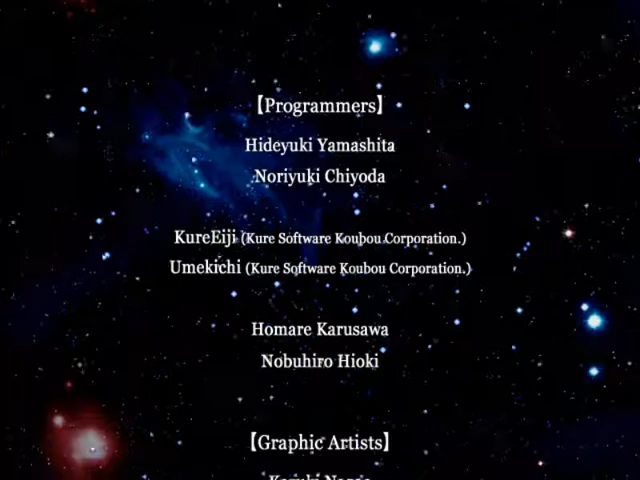 【Programmers】
Hideyuki Yamashita
Noriyuki Chiyoda
KureEiji (Kure Software Koubou Corporation.)
Umekichi (Kure Software Koubou Corporation.)
Homare Karusawa
Nobuhiro Hioki
【Graphic Artists】